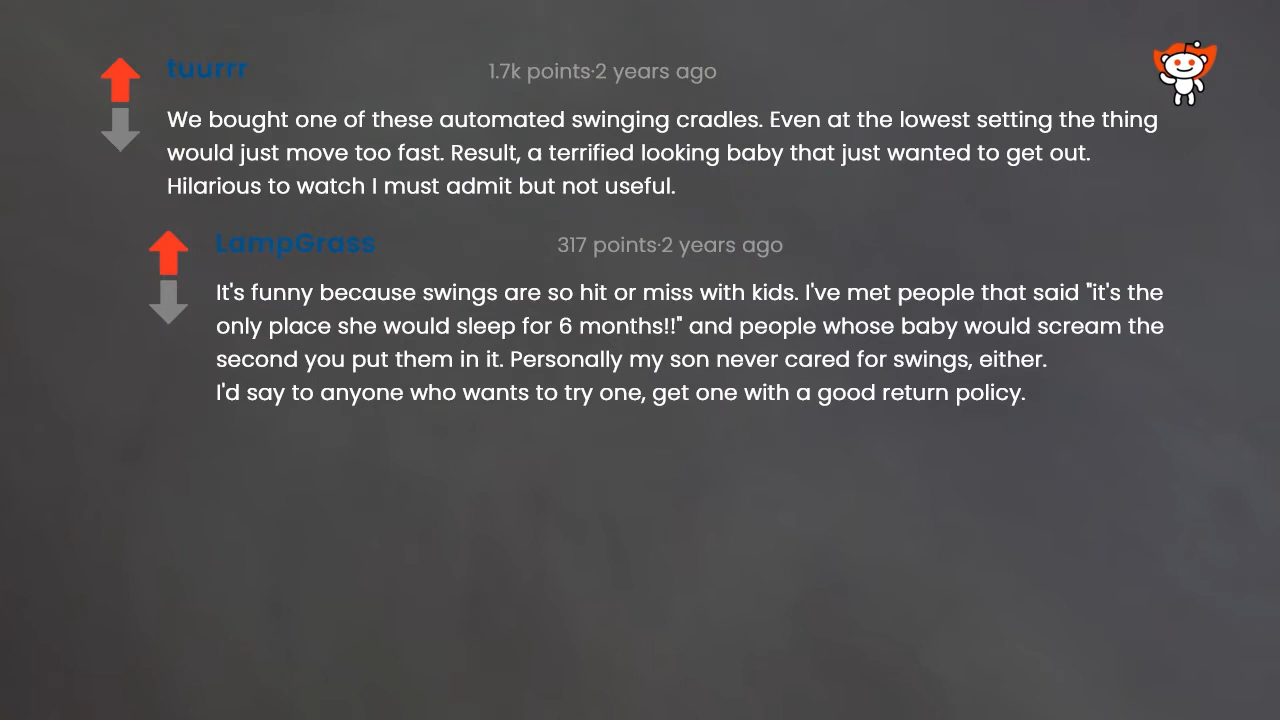 tuurrr 1.7k points·2 years ago
We bought one of these automated swinging cradles. Even at the lowest setting the thing
would just move too fast. Result, a terrified looking baby that just wanted to get out.
Hilarious to watch I must admit but not useful.
LampGrass 317 points·2 years ago
It's funny because swings are so hit or miss with kids. I've met people that said "it's the
only place she would sleep for 6 months!!" and people whose baby would scream the
second you put them in it. Personally my son never cared for swings, either.
I'd say to anyone who wants to try one, get one with a good return policy.